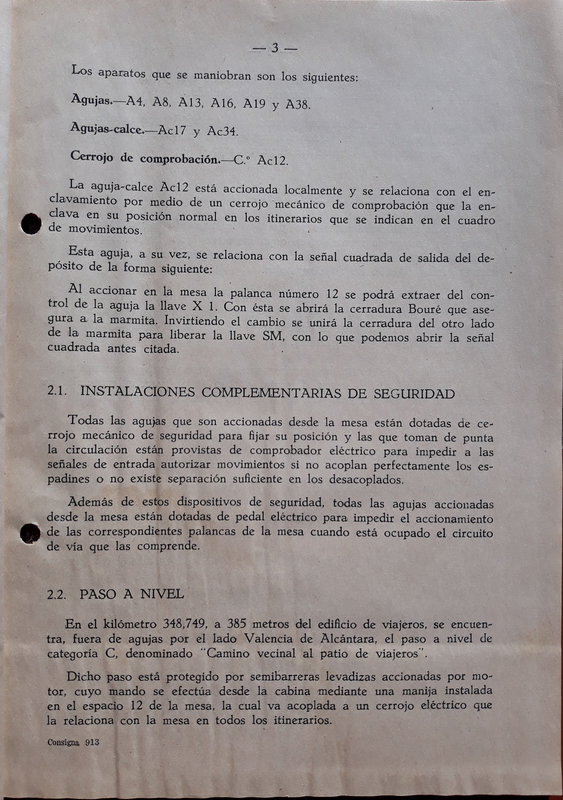 — 3 —
Los aparatos que se maniobran son los siguientes:
Agujas.—A4, A8, A13, A16, A19 y A38.
Agujas-calce.—Ac17 y Ac34.
Cerrojo de comprobación.—C.º Ac12.
La aguja-calce Ac12 está accionada localmente y se relaciona con el en-
clavamiento por medio de un cerrojo mecánico de comprobación que la en-
clava en su posición normal en los itinerarios que se indican en el cuadro
de movimientos.
Esta aguja, a su vez, se relaciona con la señal cuadrada de salida del de-
pósito de la forma siguiente:
Al accionar en la mesa la palanca número 12 se podrá extraer del con-
trol de la aguja la llave X 1. Con ésta se abrirá la cerradura Bouré que ase-
gura a la marmita. Invirtiendo el cambio se unirá la cerradura del otro lado
de la marmita para liberar la llave SM, con lo que podemos abrir la señal
cuadrada antes citada.
2.1. INSTALACIONES COMPLEMENTARIAS DE SEGURIDAD
Todas las agujas que son accionadas desde la mesa están dotadas de ce-
rrojo mecánico de seguridad para fijar su posición y las que toman de punta
la circulación están provistas de comprobador eléctrico para impedir a las
señales de entrada autorizar movimientos si no acoplan perfectamente los es-
padines o no existe separación suficiente en los desacoplados.
Además de estos dispositivos de seguridad, todas las agujas accionadas
desde la mesa están dotadas de pedal eléctrico para impedir el accionamiento
de las correspondientes palancas de la mesa cuando está ocupado el circuito
de vía que las comprende.
2.2. PASO A NIVEL
En el kilómetro 348,749, a 385 metros del edificio de viajeros, se encuen-
tra, fuera de agujas por el lado Valencia de Alcántara, el paso a nivel de
categoría C, denominado "Camino vecinal al patio de viajeros".
Dicho paso está protegido por semibarreras levadizas accionadas por mo-
tor, cuyo mando se efectúa desde la cabina mediante una manija instalada
en el espacio 12 de la mesa, la cual va acoplada a un cerrojo eléctrico que
la relaciona con la mesa en todos los itinerarios.
Consigna 913